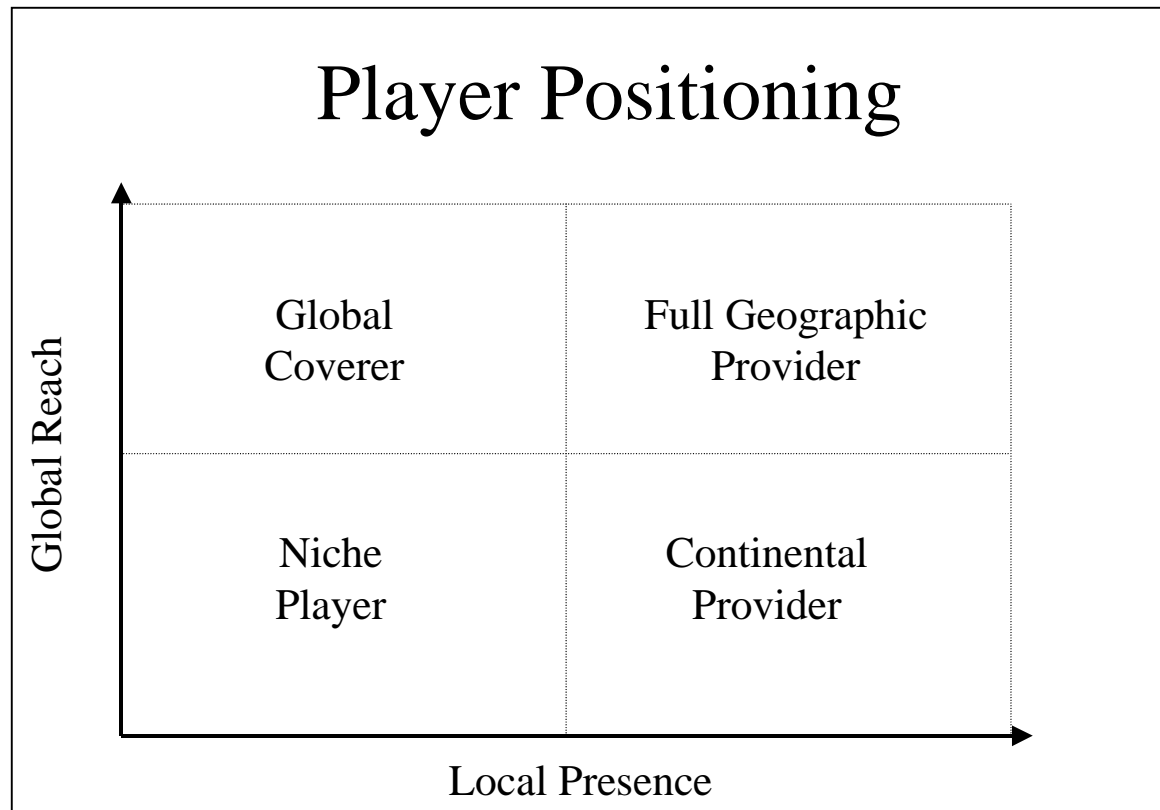 Player Positioning
Global Reach
Global
Coverer
Full Geographic
Provider
Niche
Player
Continental
Provider
Local Presence